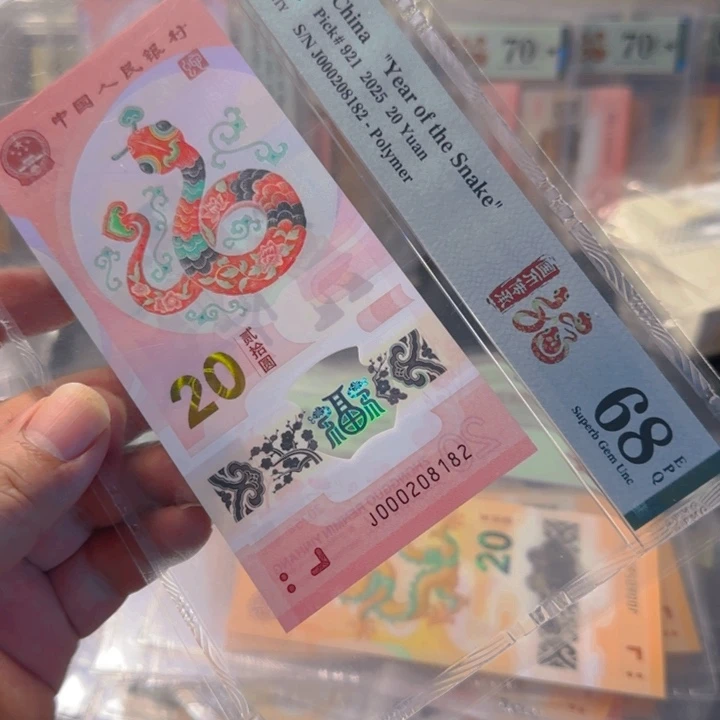 中国人民银行
20
贰拾圆
J000208182
China "Year of the Snake"
Pick# 921 2025 20 Yuan
S/N J000208182 - Polymer
68
EPQ
Superb Gem Unc
70
70
20